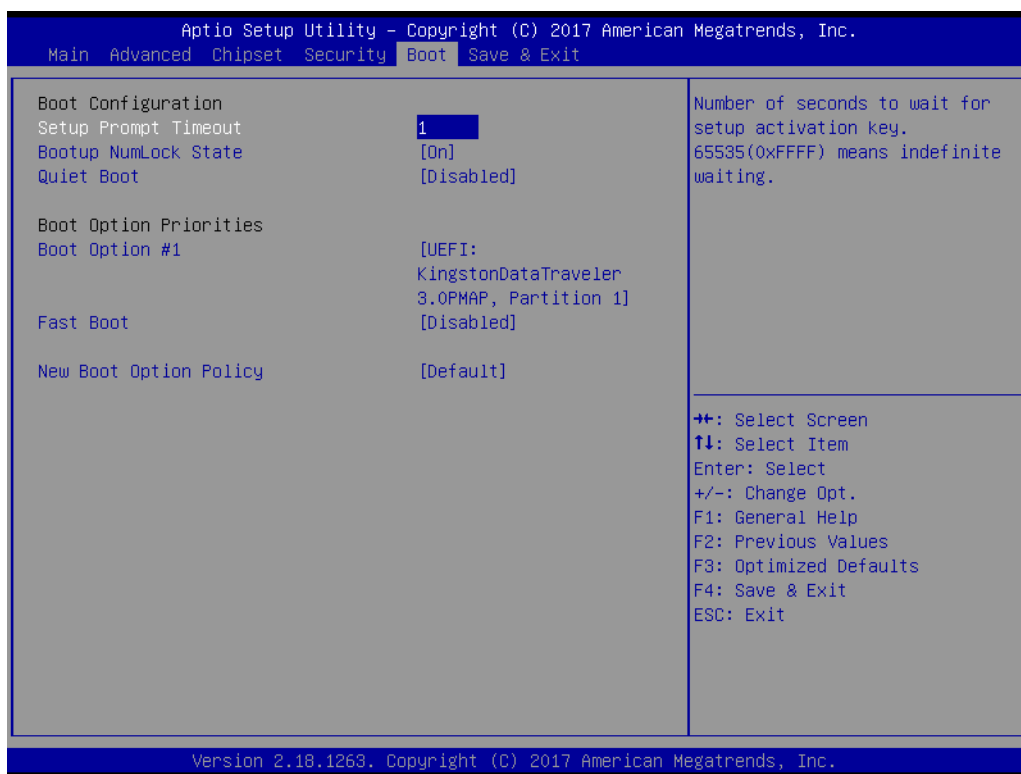 Aptio Setup Utility – Copyright (C) 2017 American Megatrends, Inc.
Main Advanced Chipset Security Boot Save & Exit
Boot Configuration
Setup Prompt Timeout 1
Bootup NumLock State [On]
Quiet Boot [Disabled]
Boot Option Priorities
Boot Option #1 [UEFI:
KingstonDataTraveler
3.0PMAP, Partition 1]
Fast Boot [Disabled]
New Boot Option Policy [Default]
Number of seconds to wait for
setup activation key.
65535(0xFFFF) means indefinite
waiting.
→←: Select Screen
↑↓: Select Item
Enter: Select
+/-: Change Opt.
F1: General Help
F2: Previous Values
F3: Optimized Defaults
F4: Save & Exit
ESC: Exit
Version 2.18.1263. Copyright (C) 2017 American Megatrends, Inc.